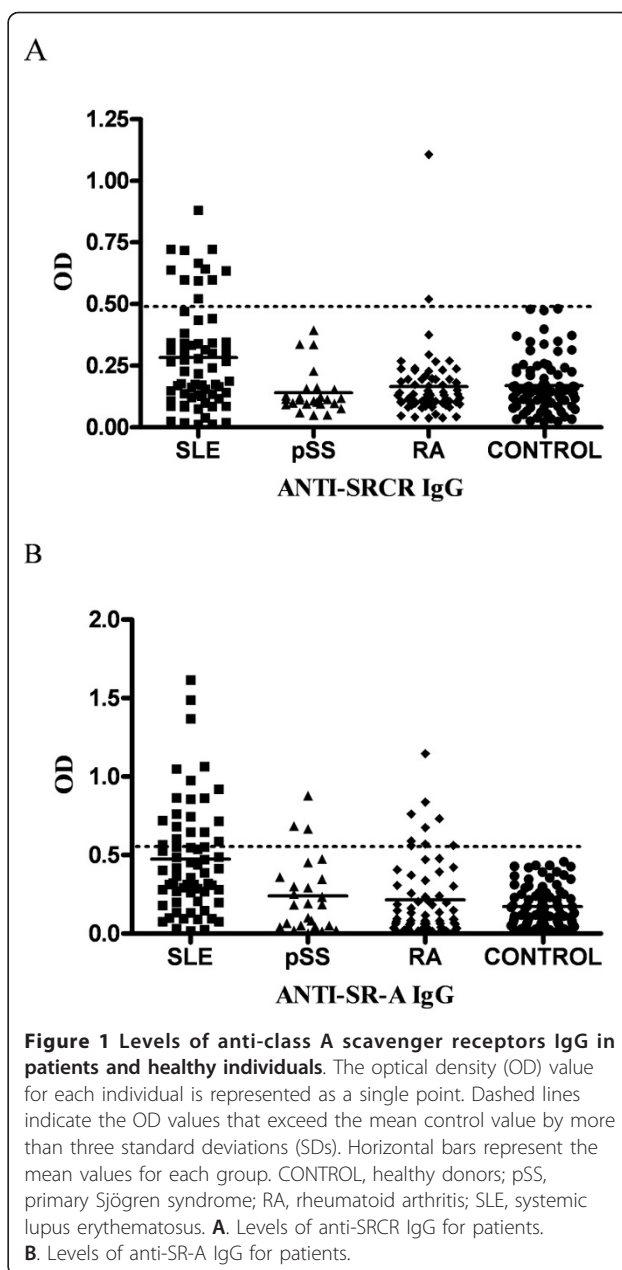 A
1.25
1.00
0.75
0.50
0.25
0.00
OD
SLE pSS RA CONTROL
ANTI-SRCR IgG
B
2.0
1.5
1.0
0.5
0.0
OD
SLE pSS RA CONTROL
ANTI-SR-A IgG
Figure 1 Levels of anti-class A scavenger receptors IgG in
patients and healthy individuals. The optical density (OD) value
for each individual is represented as a single point. Dashed lines
indicate the OD values that exceed the mean control value by more
than three standard deviations (SDs). Horizontal bars represent the
mean values for each group. CONTROL, healthy donors; pSS,
primary Sjögren syndrome; RA, rheumatoid arthritis; SLE, systemic
lupus erythematosus. A. Levels of anti-SRCR IgG for patients.
B. Levels of anti-SR-A IgG for patients.